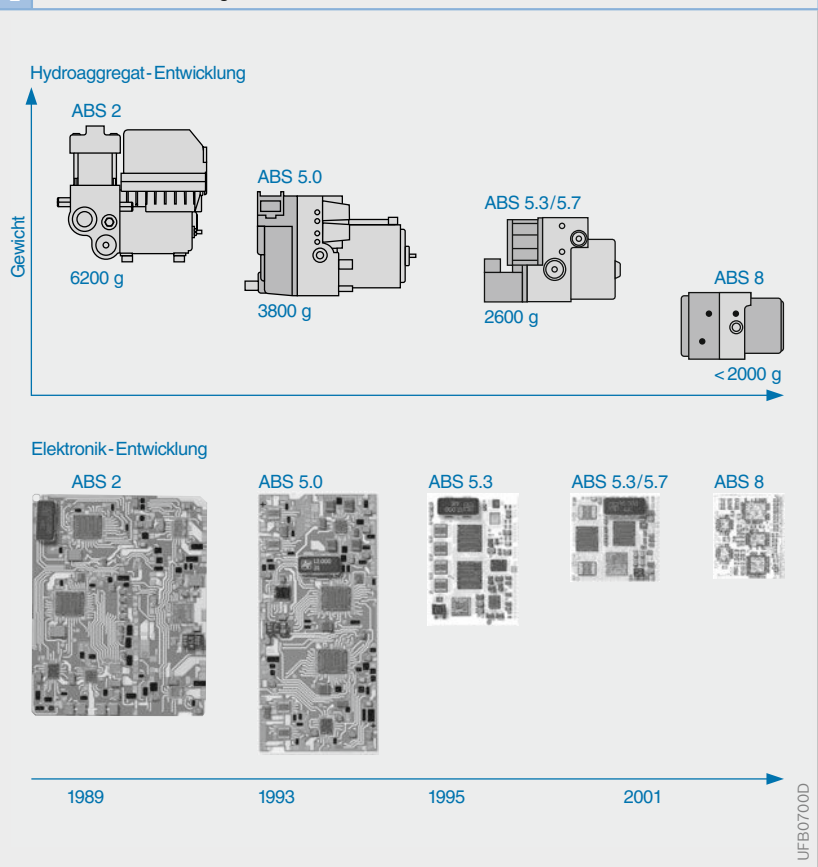 Hydroaggregat-Entwicklung
ABS 2
ABS 5.0
ABS 5.3/5.7
ABS 8
Gewicht
6200 g
3800 g
2600 g
<2000 g
Elektronik-Entwicklung
ABS 2
ABS 5.0
ABS 5.3
ABS 5.3/5.7
ABS 8
1989
1993
1995
2001
UFB0700D